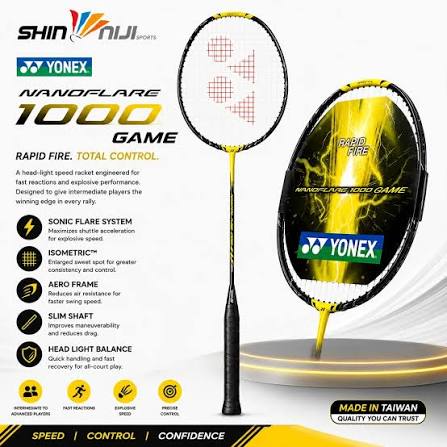 SHIN NIJI SPORTS
YONEX
NANOFLARE
1000
GAME
RAPID FIRE. TOTAL CONTROL.
A head-light speed racket engineered for
fast reactions and explosive performance.
Designed to give intermediate players the
winning edge in every rally.
SONIC FLARE SYSTEM
Maximizes shuttle acceleration
for explosive speed.
ISOMETRIC™
Enlarged sweet spot for greater
consistency and control.
AERO FRAME
Reduces air resistance for
faster swing speed.
SLIM SHAFT
Improves maneuverability
and reduces drag.
HEAD LIGHT BALANCE
Quick handling and fast
recovery for all-court play.
INTERMEDIATE TO
ADVANCED PLAYERS
FAST REACTIONS
EXPLOSIVE
SPEED
PRECISE
CONTROL
SPEED | CONTROL | CONFIDENCE
RAPID
FIRE
NANOFLARE 1000 GAME
YONEX
MADE IN TAIWAN
QUALITY YOU CAN TRUST